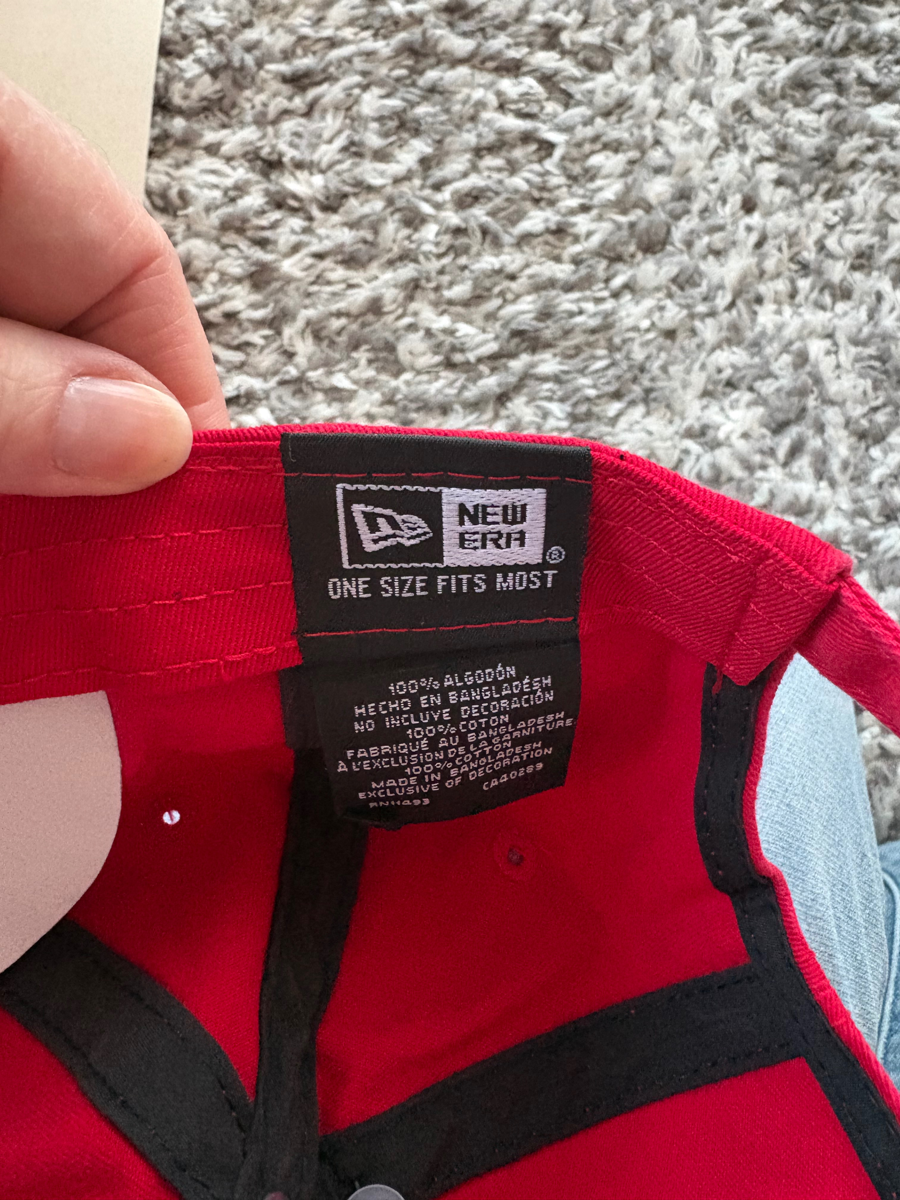 NEW
ERA
®
ONE SIZE FITS MOST
100% ALGODÓN
HECHO EN BANGLADÉSH
NO INCLUYE DECORACIÓN
100% COTON
FABRIQUÉ AU BANGLADESH
À L'EXCLUSION DE LA GARNITURE
100% COTTON
MADE IN BANGLADESH
EXCLUSIVE OF DECORATION
RN11493 CA40289